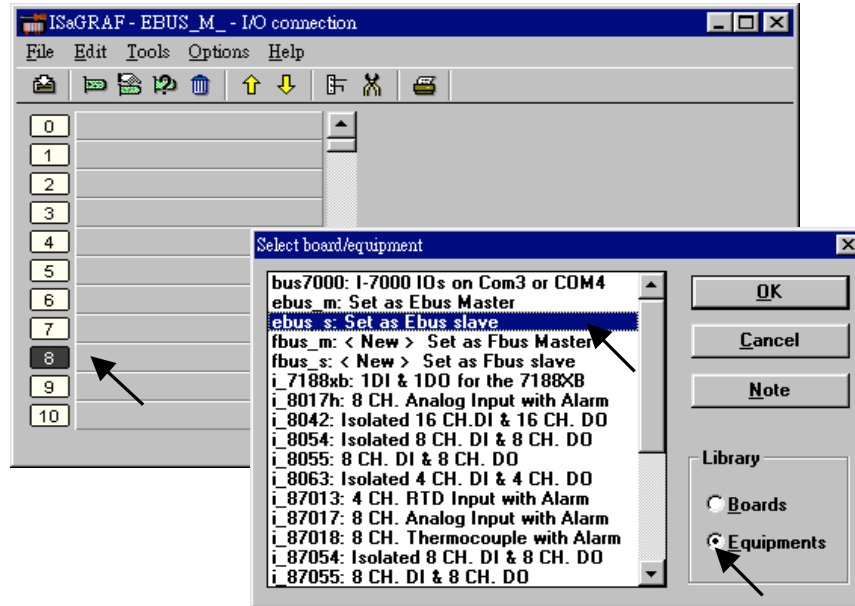 ISaGRAF - EBUS_M_ - I/O connection
File Edit Tools Options Help
0
1
2
3
4
5
6
7
8
9
10
Select board/equipment
bus7000: I-7000 IOs on Com3 or COM4
ebus_m: Set as Ebus Master
ebus_s: Set as Ebus slave
fbus_m: < New > Set as Fbus Master
fbus_s: < New > Set as Fbus slave
i_7188xb: 1DI & 1DO for the 7188XB
i_8017h: 8 CH. Analog Input with Alarm
i_8042: Isolated 16 CH.DI & 16 CH. DO
i_8054: Isolated 8 CH. DI & 8 CH. DO
i_8055: 8 CH. DI & 8 CH. DO
i_8063: Isolated 4 CH. DI & 4 CH. DO
i_87013: 4 CH. RTD Input with Alarm
i_87017: 8 CH. Analog Input with Alarm
i_87018: 8 CH. Thermocouple with Alarm
i_87054: Isolated 8 CH. DI & 8 CH. DO
i_87055: 8 CH. DI & 8 CH. DO
OK
Cancel
Note
Library
Boards
Equipments